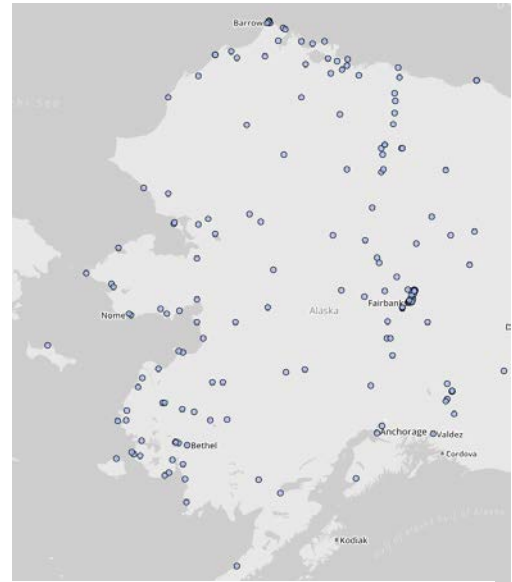 Barrow
Nome
Alaska
Fairbanks
Bethel
Anchorage
Valdez
Cordova
Kodiak